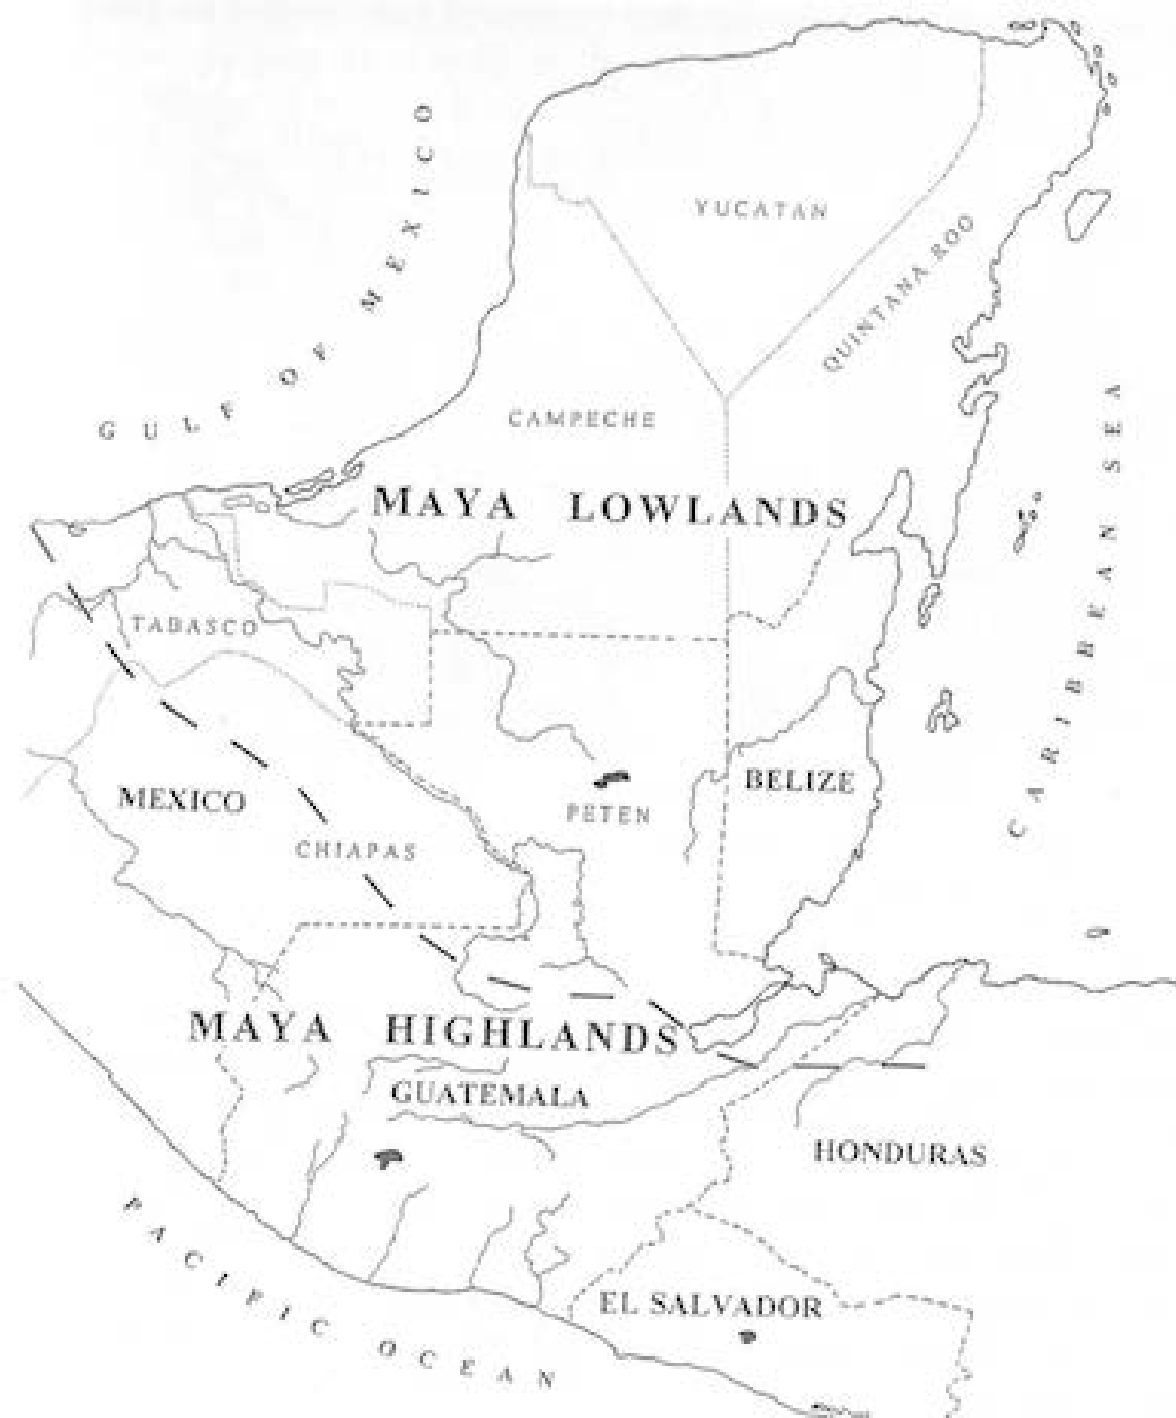 GULF OF MEXICO
YUCATAN
QUINTANA ROO
CAMPECHE
CARIBBEAN SEA
MAYA LOWLANDS
TABASCO
MEXICO
PETEN
BELIZE
CHIAPAS
MAYA HIGHLANDS
GUATEMALA
HONDURAS
PACIFIC OCEAN
EL SALVADOR